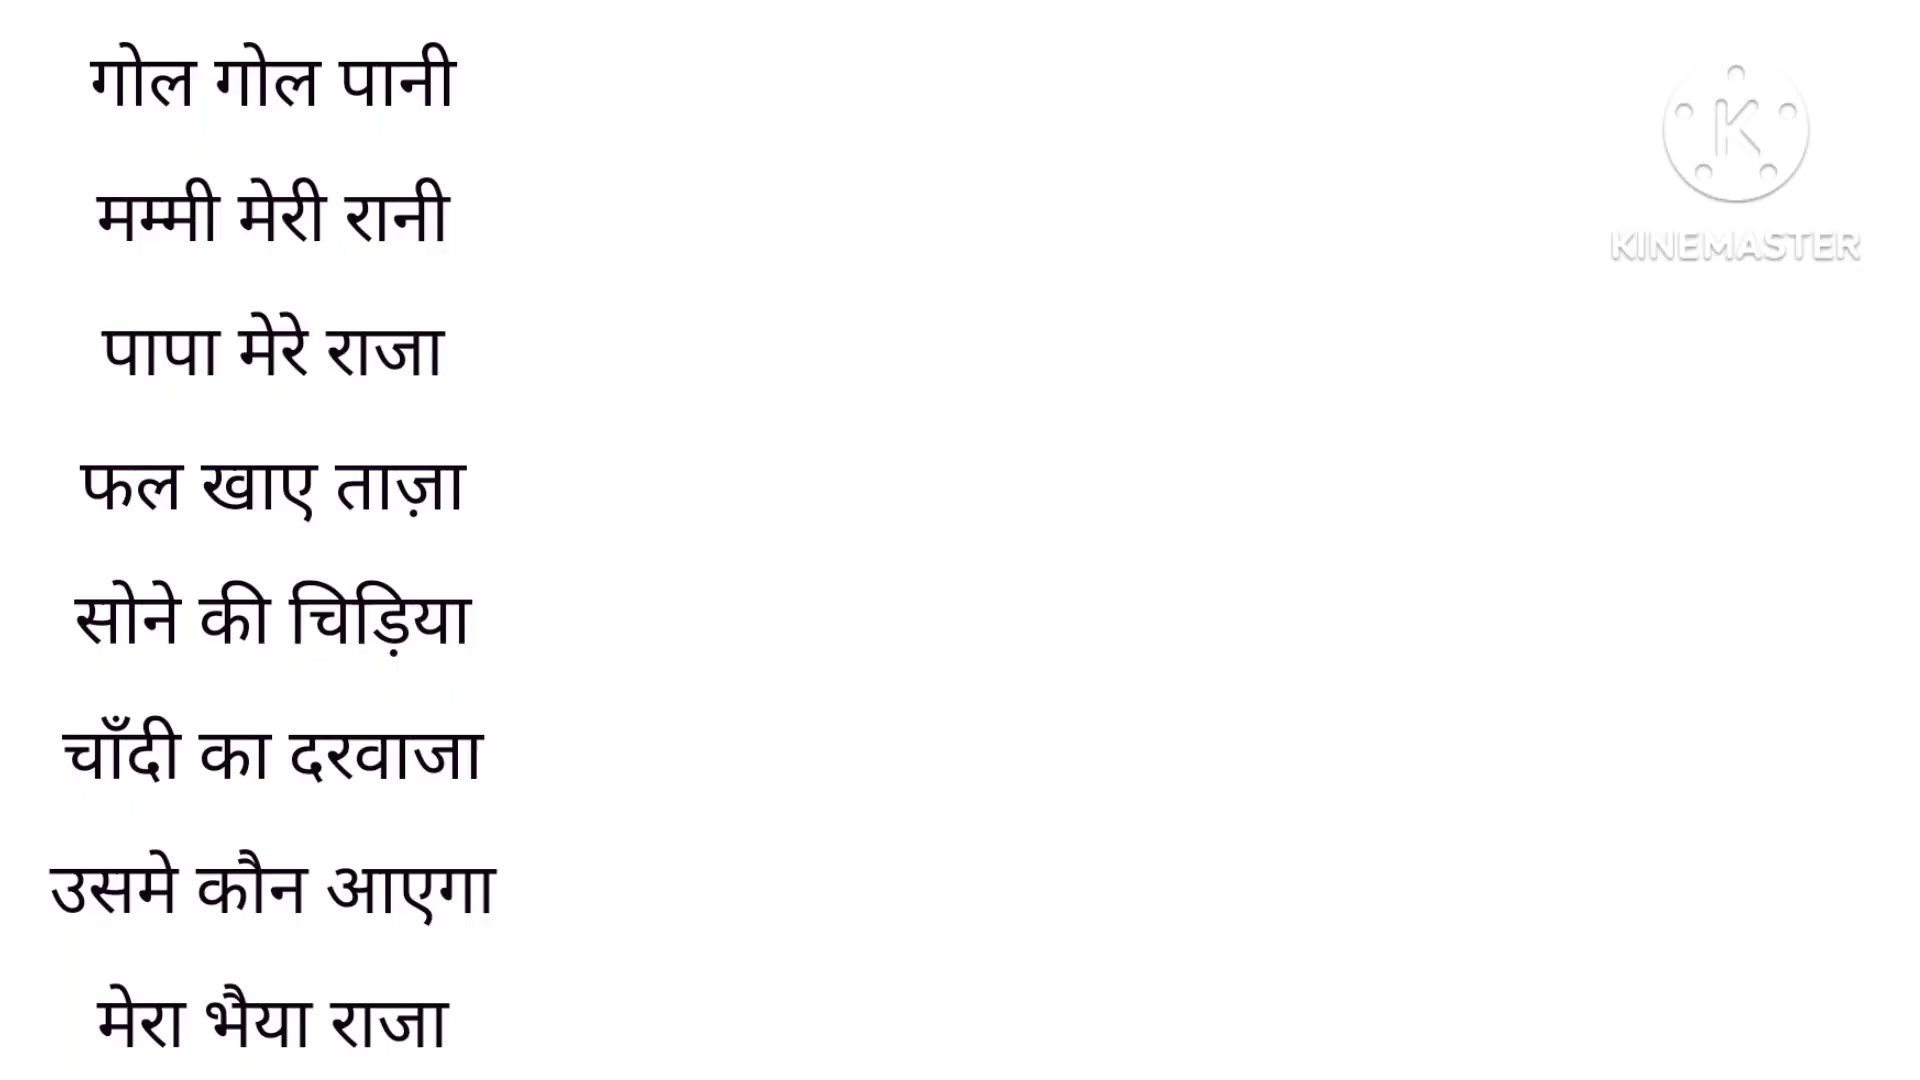 गोल गोल पानी
मम्मी मेरी रानी
पापा मेरे राजा
फल खाए ताज़ा
सोने की चिड़िया
चाँदी का दरवाजा
उसमे कौन आएगा
मेरा भैया राजा
K
KINEMASTER